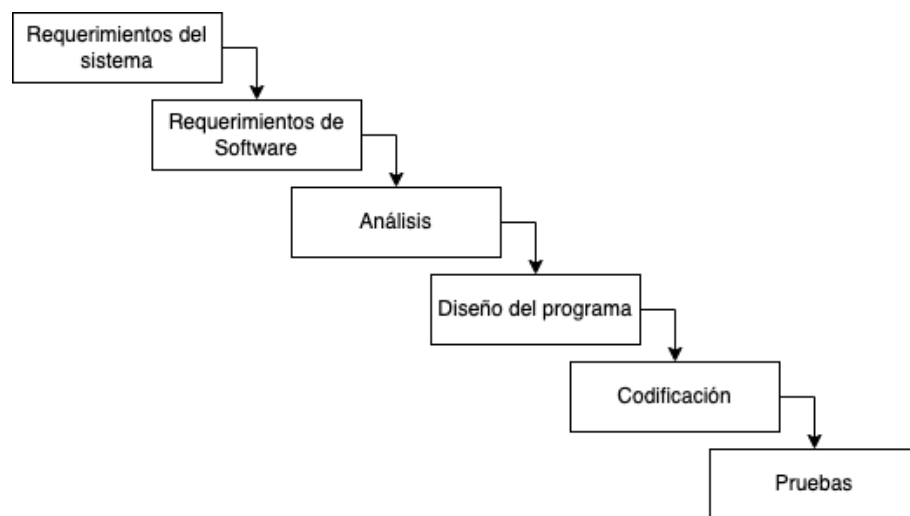 Requerimientos del
sistema
Requerimientos de
Software
Análisis
Diseño del programa
Codificación
Pruebas